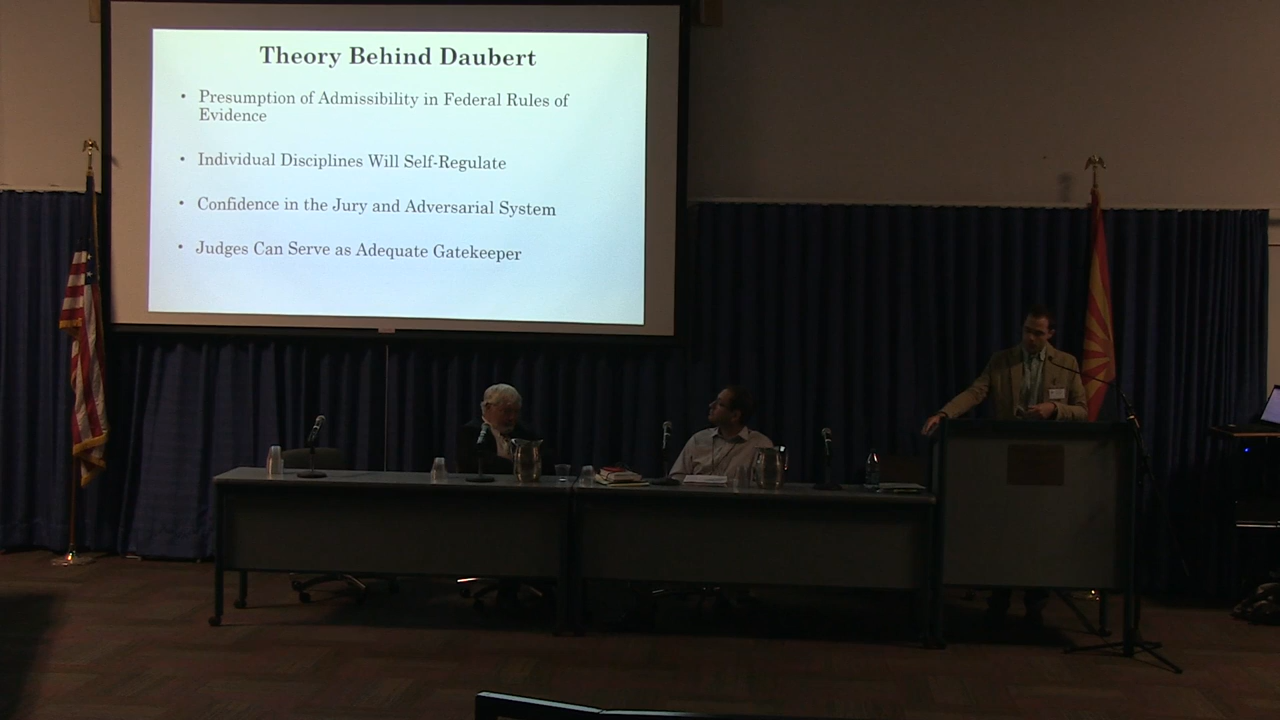 Theory Behind Daubert
• Presumption of Admissibility in Federal Rules of
Evidence
• Individual Disciplines Will Self-Regulate
• Confidence in the Jury and Adversarial System
• Judges Can Serve as Adequate Gatekeeper